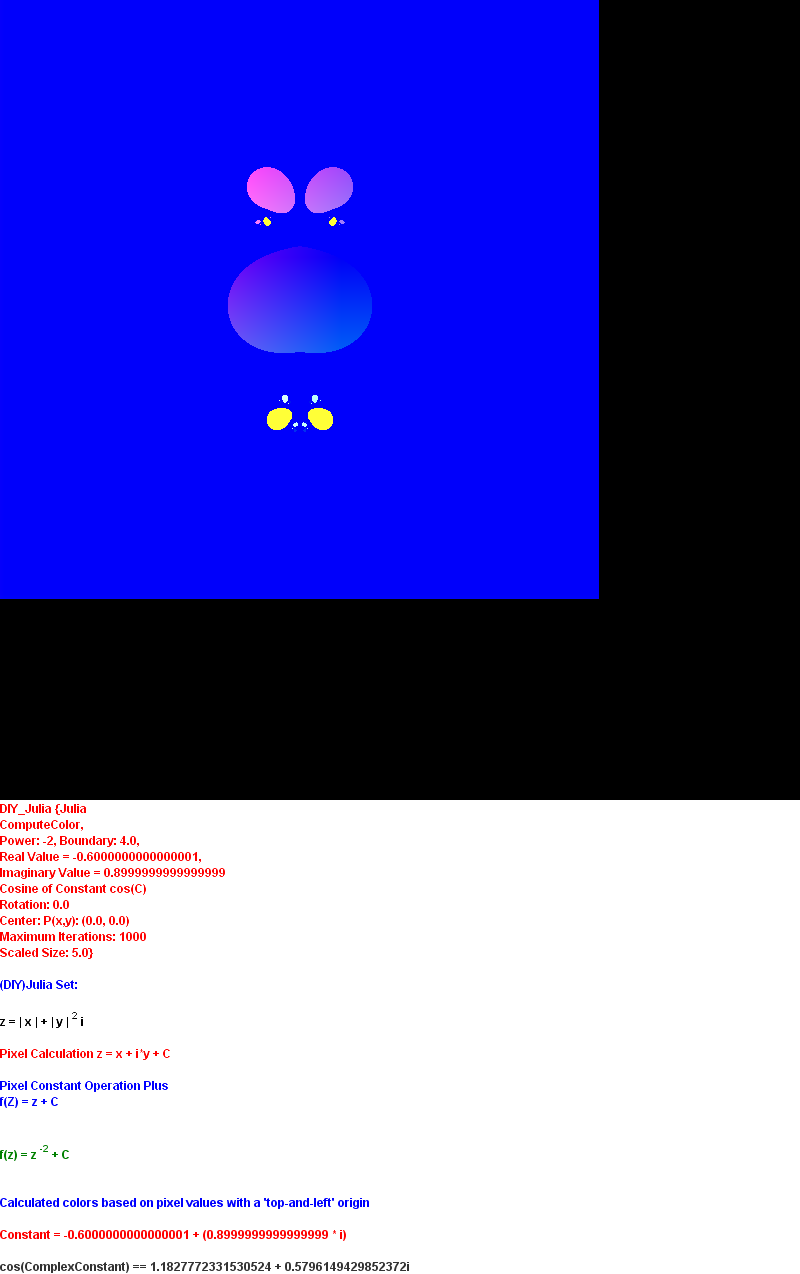 DIY_Julia {Julia
ComputeColor,
Power: -2, Boundary: 4.0,
Real Value = -0.6000000000000001,
Imaginary Value = 0.8999999999999999
Cosine of Constant cos(C)
Rotation: 0.0
Center: P(x,y): (0.0, 0.0)
Maximum Iterations: 1000
Scaled Size: 5.0}
(DIY)Julia Set:
z = | x | + | y | 2 i
Pixel Calculation z = x + i*y + C
Pixel Constant Operation Plus
f(Z) = z + C
f(z) = z -2 + C
Calculated colors based on pixel values with a 'top-and-left' origin
Constant = -0.6000000000000001 + (0.8999999999999999 * i)
cos(ComplexConstant) == 1.1827772331530524 + 0.5796149429852372i